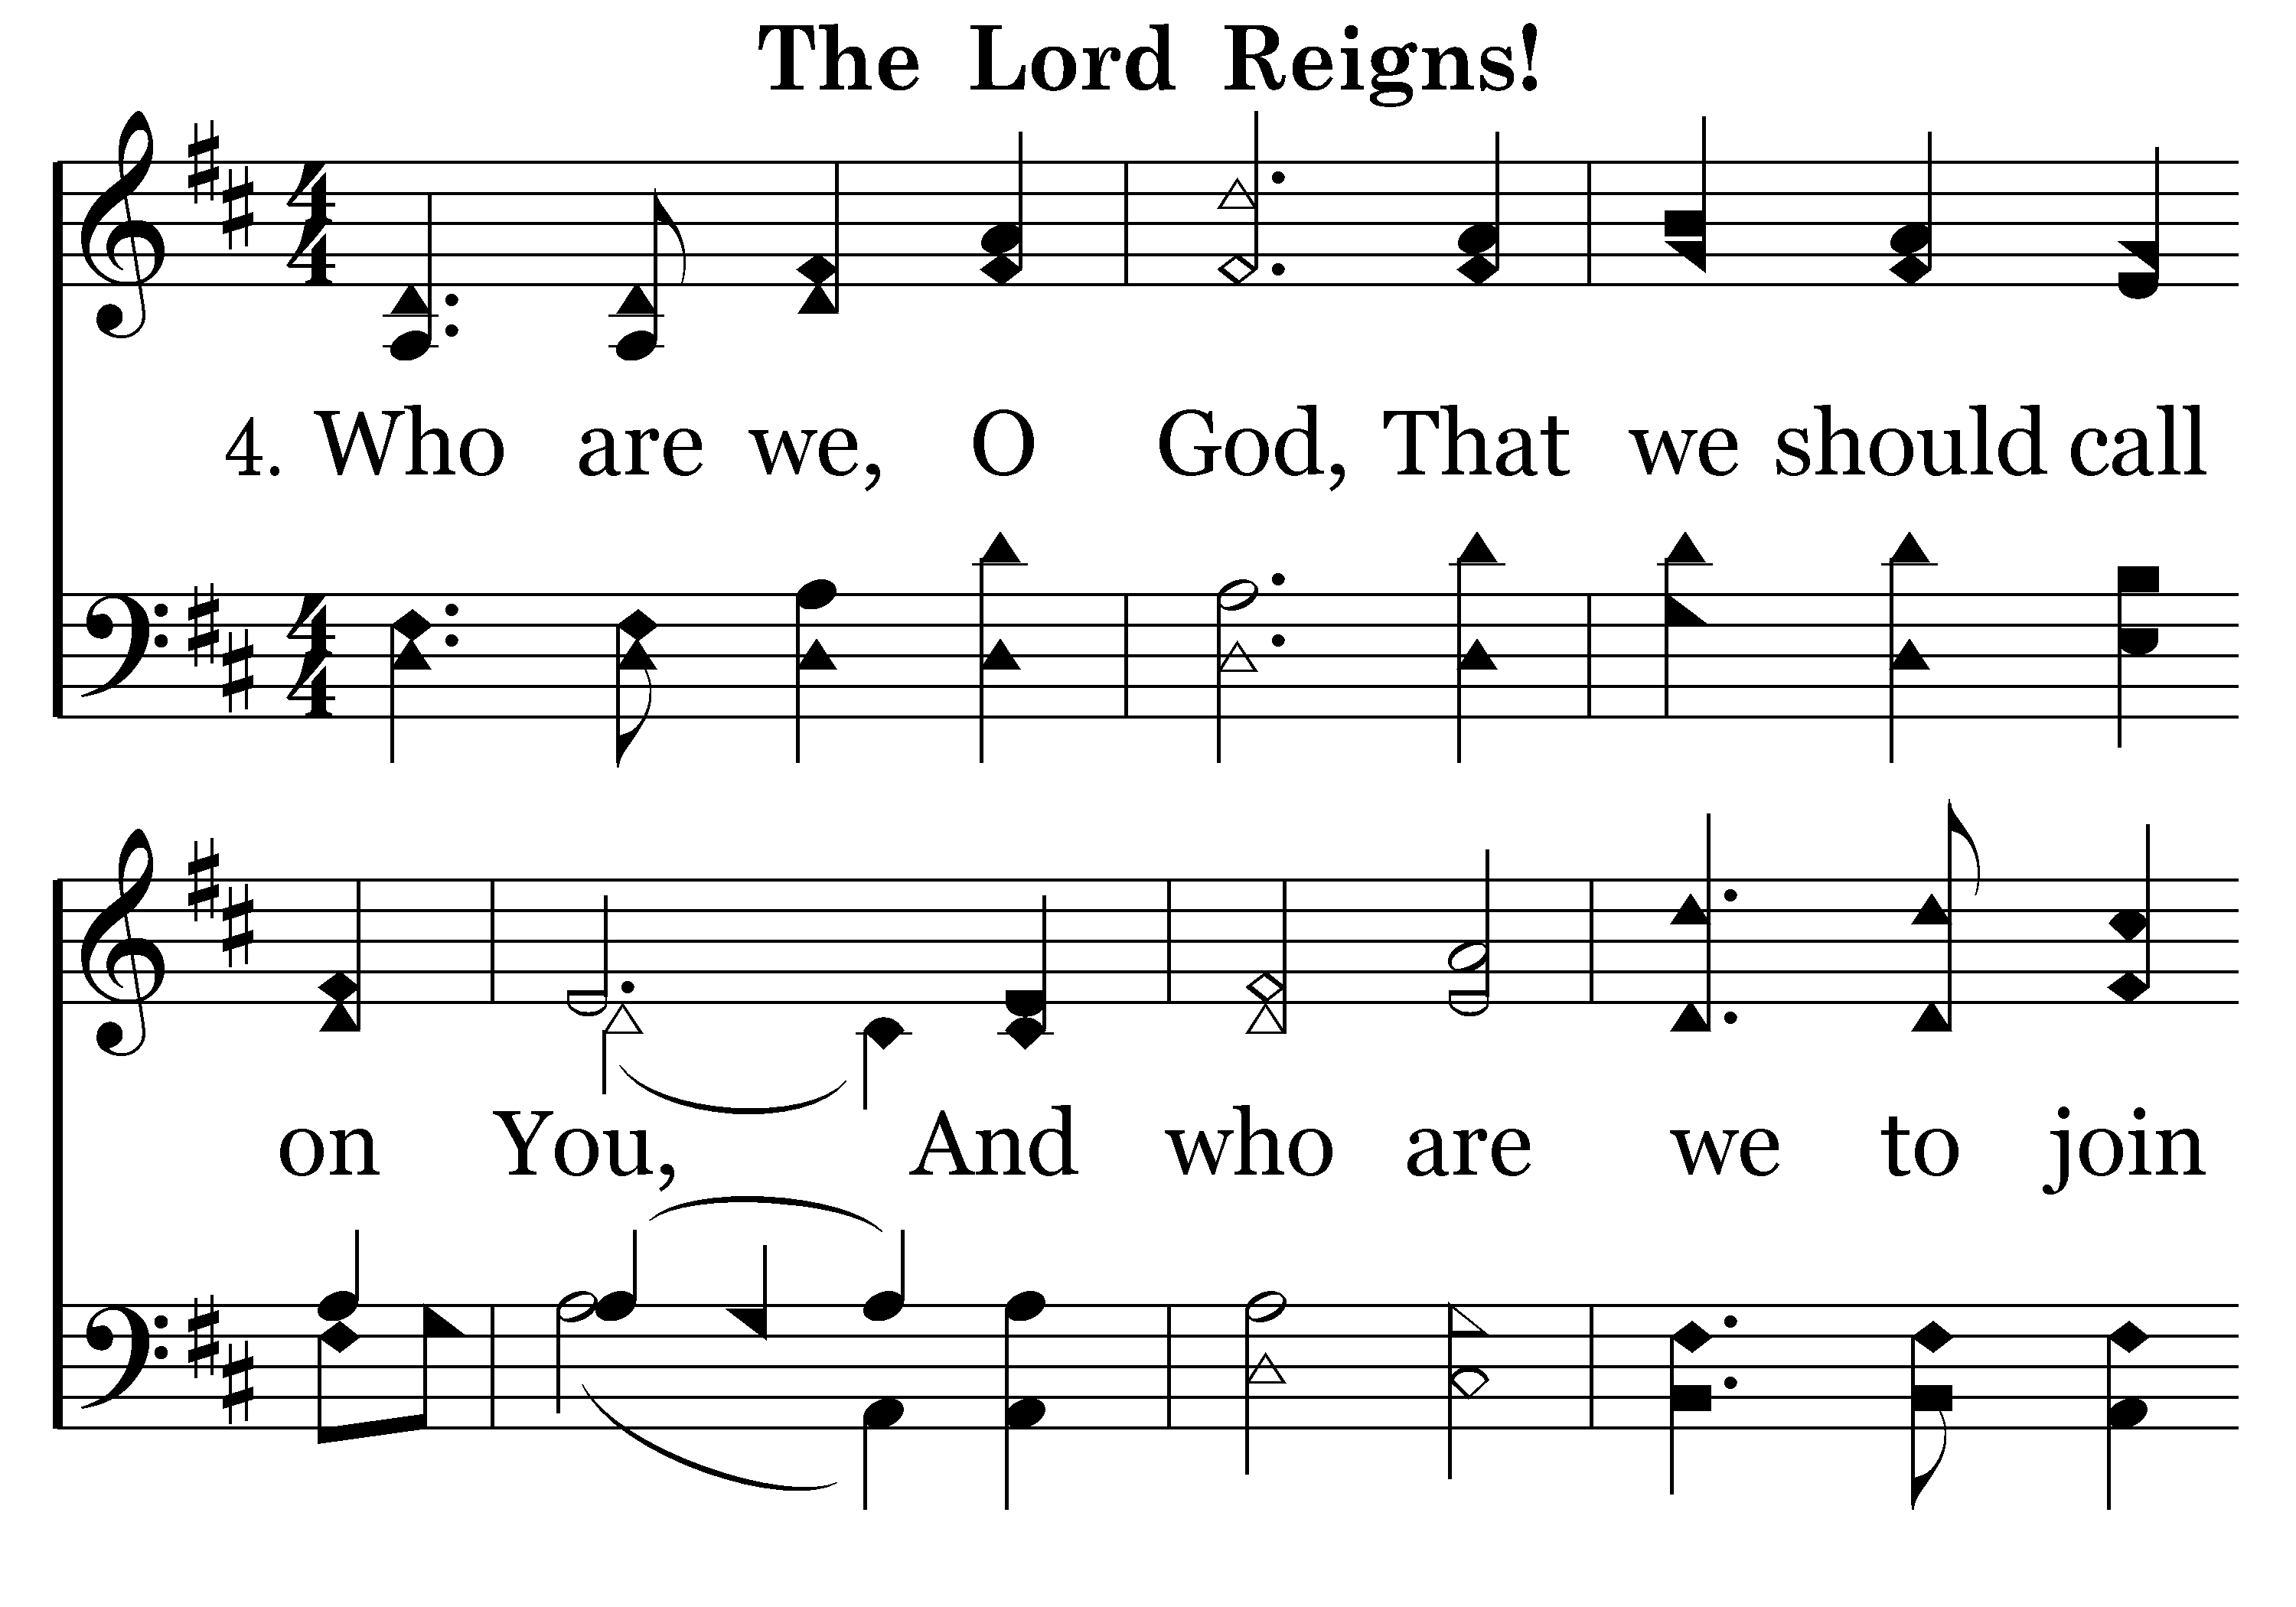 The Lord Reigns!
4. Who are we, O God, That we should call
on You, And who are we to join